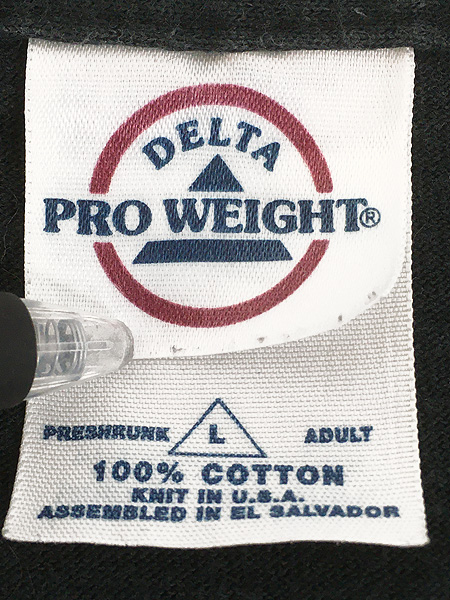 DELTA
PRO WEIGHT®
PRESHRUNK L ADULT
100% COTTON
KNIT IN U.S.A.
ASSEMBLED IN EL SALVADOR